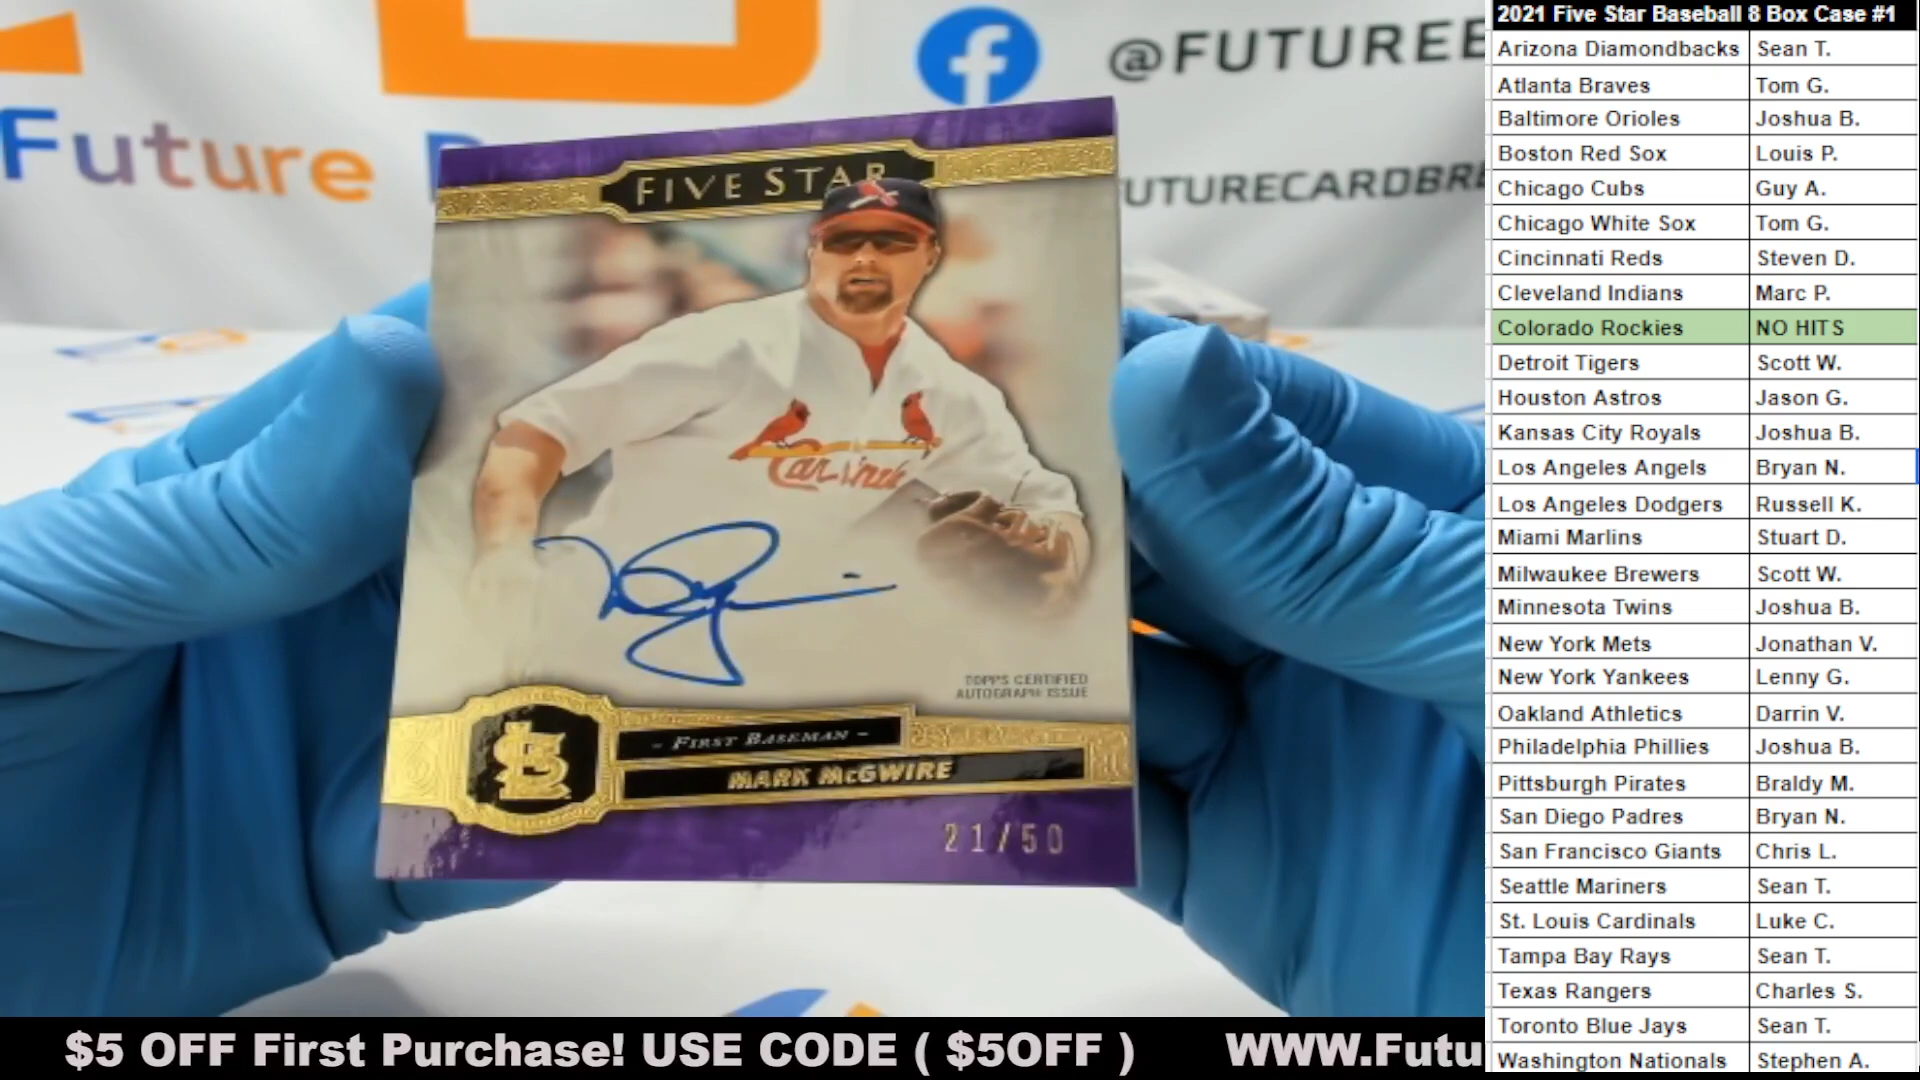 Future
@FUTUREB
FUTURECARDBRE
FIVE STAR
Cardinals
TOPPS CERTIFIED
AUTOGRAPH ISSUE
- FIRST BASEMAN -
MARK McGWIRE
21/50
$5 OFF First Purchase! USE CODE ( $5OFF ) WWW.Futu
2021 Five Star Baseball 8 Box Case #1
Arizona Diamondbacks Sean T.
Atlanta Braves Tom G.
Baltimore Orioles Joshua B.
Boston Red Sox Louis P.
Chicago Cubs Guy A.
Chicago White Sox Tom G.
Cincinnati Reds Steven D.
Cleveland Indians Marc P.
Colorado Rockies NO HITS
Detroit Tigers Scott W.
Houston Astros Jason G.
Kansas City Royals Joshua B.
Los Angeles Angels Bryan N.
Los Angeles Dodgers Russell K.
Miami Marlins Stuart D.
Milwaukee Brewers Scott W.
Minnesota Twins Joshua B.
New York Mets Jonathan V.
New York Yankees Lenny G.
Oakland Athletics Darrin V.
Philadelphia Phillies Joshua B.
Pittsburgh Pirates Braldy M.
San Diego Padres Bryan N.
San Francisco Giants Chris L.
Seattle Mariners Sean T.
St. Louis Cardinals Luke C.
Tampa Bay Rays Sean T.
Texas Rangers Charles S.
Toronto Blue Jays Sean T.
Washington Nationals Stephen A.